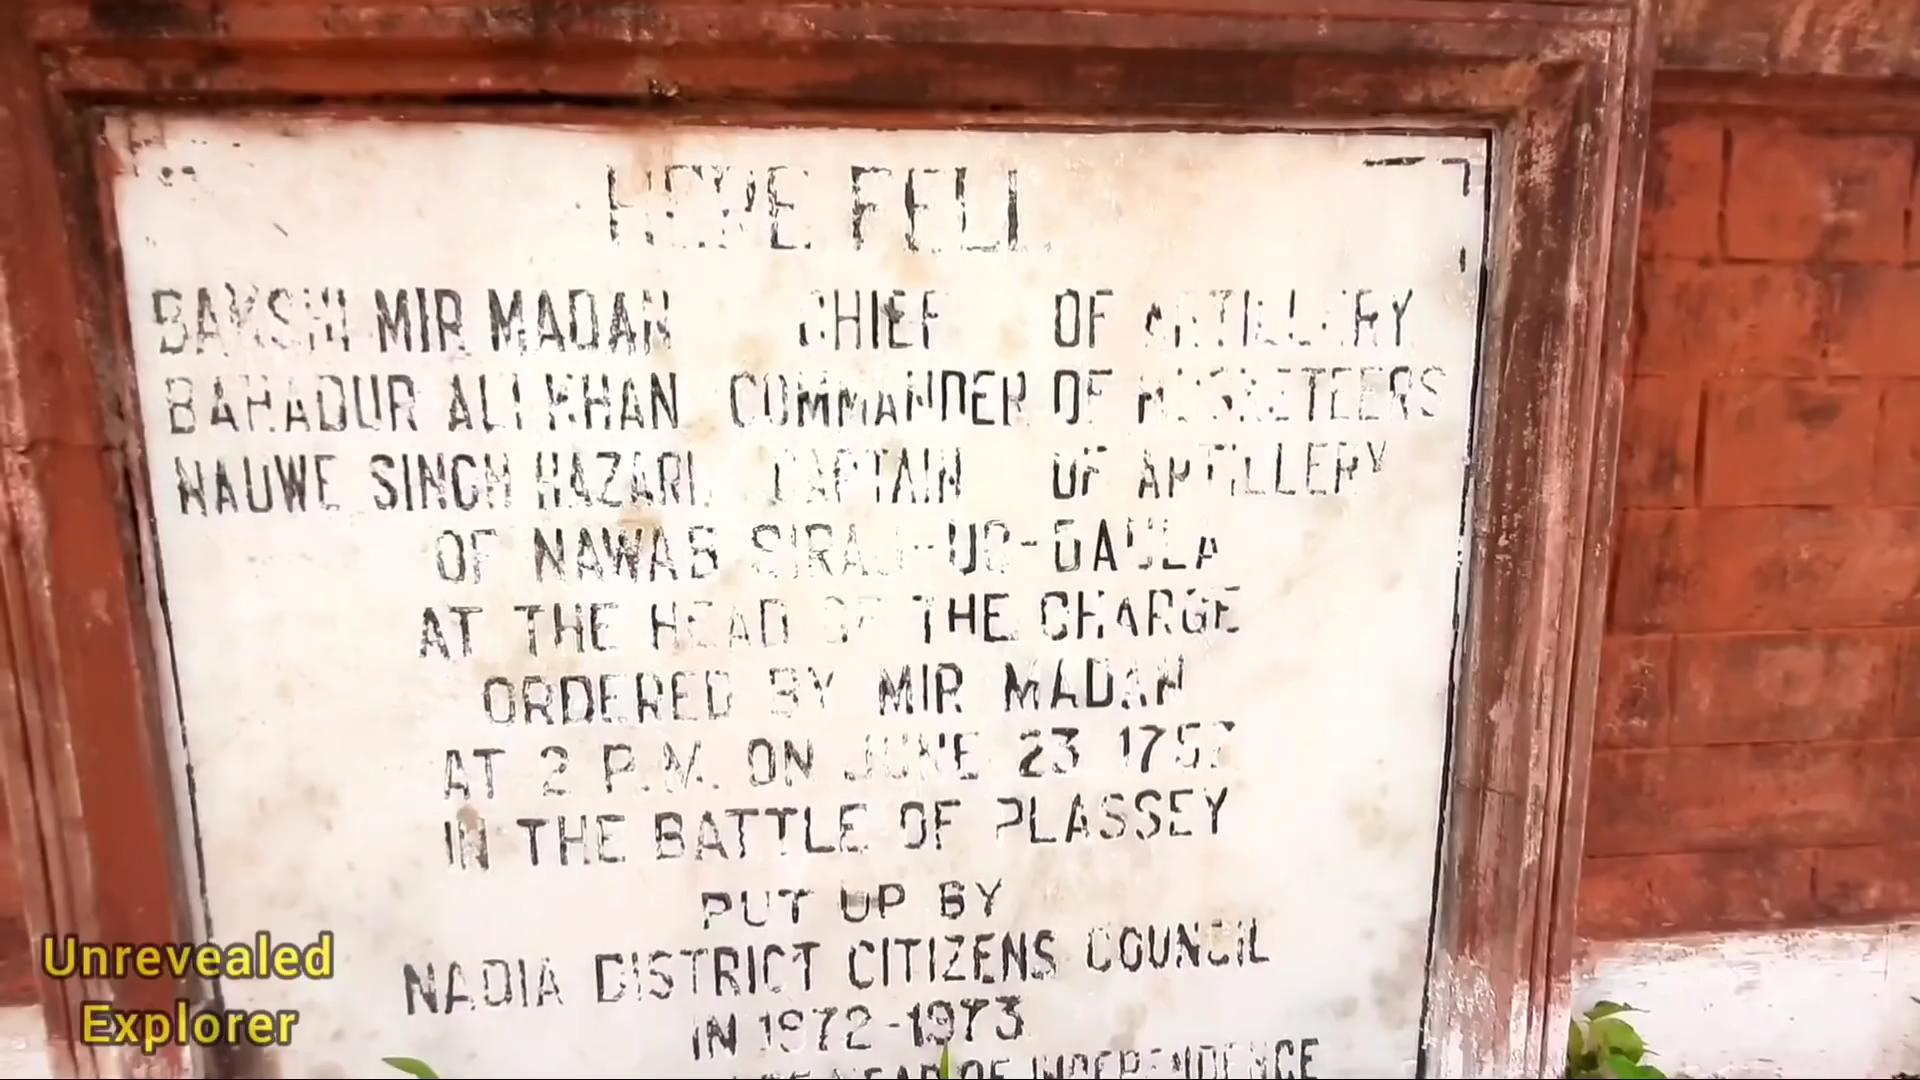 HERE FELL
BAKSHI MIR MADAN CHIEF OF ARTILLERY
BAHADUR ALI KHAN COMMANDER OF MUSKETEERS
NAUWE SINGH HAZARI CAPTAIN OF ARTILLERY
OF NAWAB SIRAJ-UD-DAULA
AT THE HEAD OF THE CHARGE
ORDERED BY MIR MADAN
AT 2 P.M. ON JUNE 23 1757
IN THE BATTLE OF PLASSEY
PUT UP BY
NADIA DISTRICT CITIZENS COUNCIL
IN 1972-1973
YEAR OF INDEPENDENCE
Unrevealed
Explorer